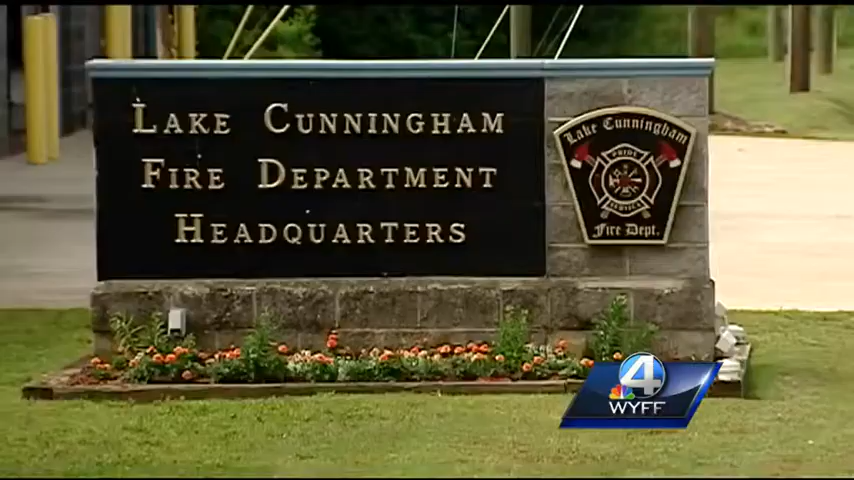 Lake Cunningham
Fire Department
Headquarters
Lake Cunningham
PRIDE
SERVICE
Fire Dept.
4
WYFF